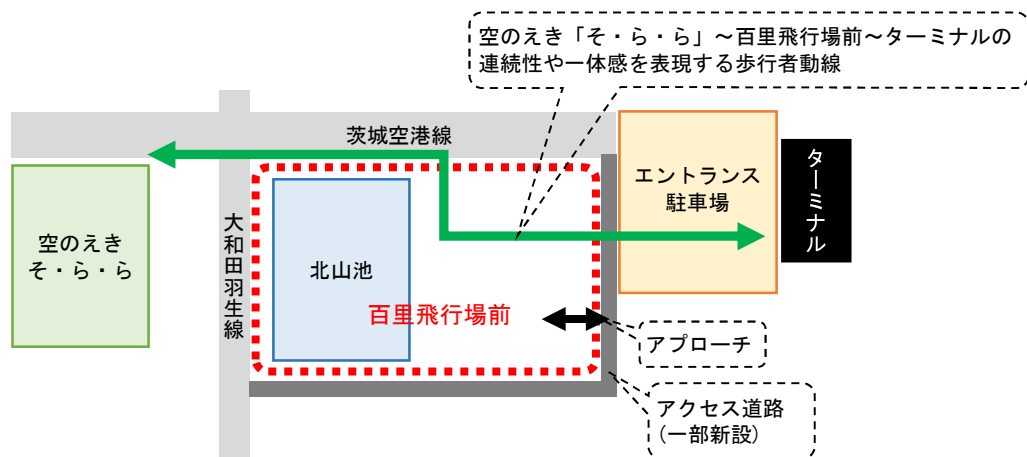 空のえき「そ・ら・ら」～百里飛行場前～ターミナルの
連続性や一体感を表現する歩行者動線
茨城空港線
エントランス
駐車場
ターミナル
空のえき
そ・ら・ら
大和田羽生線
北山池
百里飛行場前
アプローチ
アクセス道路
(一部新設)